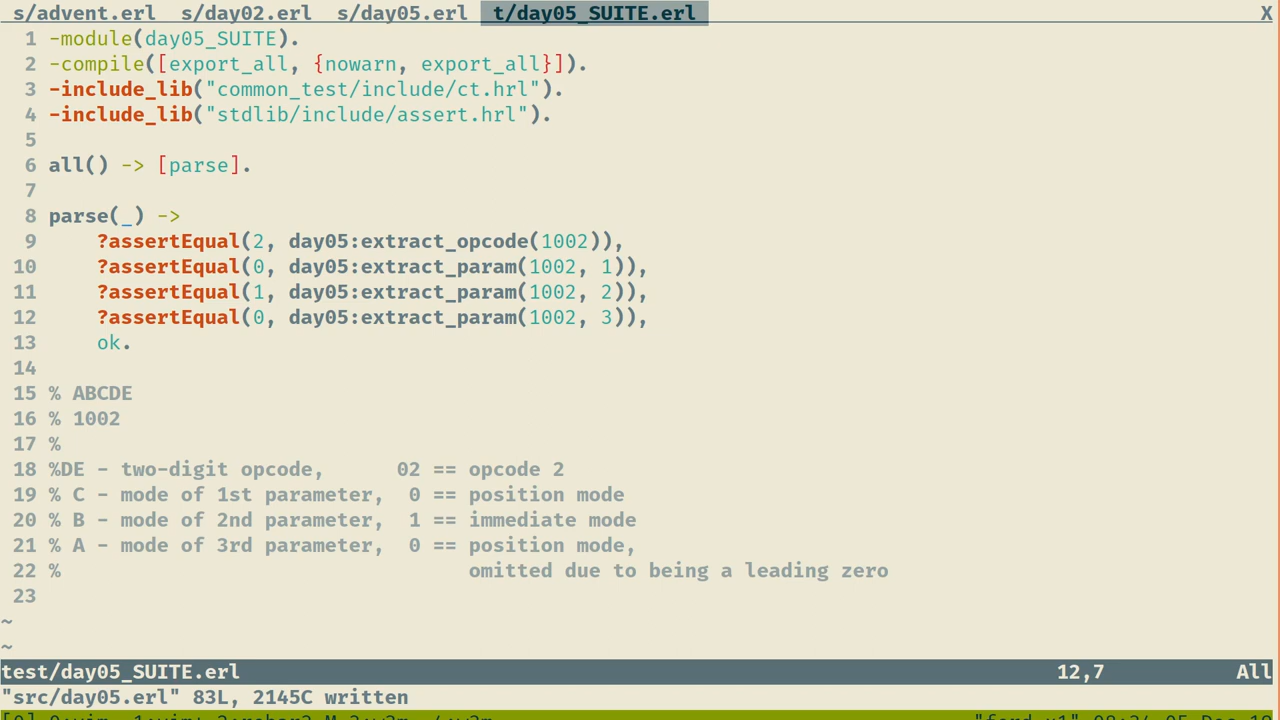 s/advent.erl s/day02.erl s/day05.erl t/day05_SUITE.erl X
1 -module(day05_SUITE).
2 -compile([export_all, {nowarn, export_all}]).
3 -include_lib("common_test/include/ct.hrl").
4 -include_lib("stdlib/include/assert.hrl").
5
6 all() -> [parse].
7
8 parse(_) ->
9     ?assertEqual(2, day05:extract_opcode(1002)),
10     ?assertEqual(0, day05:extract_param(1002, 1)),
11     ?assertEqual(1, day05:extract_param(1002, 2)),
12     ?assertEqual(0, day05:extract_param(1002, 3)),
13     ok.
14
15 % ABCDE
16 % 1002
17 %
18 %DE - two-digit opcode,      02 == opcode 2
19 % C - mode of 1st parameter,  0 == position mode
20 % B - mode of 2nd parameter,  1 == immediate mode
21 % A - mode of 3rd parameter,  0 == position mode,
22 %                                  omitted due to being a leading zero
23
~
~
test/day05_SUITE.erl 12,7 All
"src/day05.erl" 83L, 2145C written